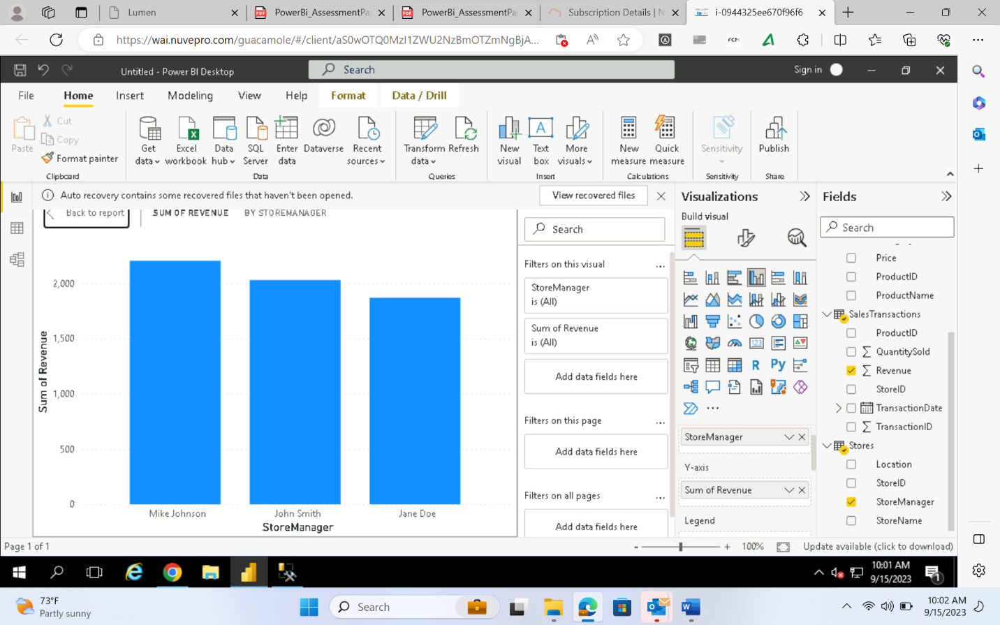 Lumen
PowerBi_AssessmentPa
PowerBi_AssessmentPa
Subscription Details | N
i-0944325ee670f96f6
https://wai.nuvepro.com/guacamole/#/client/aS0wOTQ0MzI1ZWU2NzBmOTZmNgBjA...
Untitled - Power BI Desktop
Search
Sign in
File
Home
Insert
Modeling
View
Help
Format
Data / Drill
Paste
Cut
Copy
Format painter
Clipboard
Get data
Excel workbook
Data hub
SQL Server
Enter data
Dataverse
Recent sources
Data
Transform data
Refresh
Queries
New visual
Text box
More visuals
Insert
New measure
Quick measure
Calculations
Sensitivity
Sensitivity
Publish
Share
Auto recovery contains some recovered files that haven't been opened.
View recovered files
Back to report
SUM OF REVENUE
BY STOREMANAGER
2,000
1,500
1,000
500
0
Sum of Revenue
Mike Johnson
John Smith
Jane Doe
StoreManager
Search
Filters on this visual
...
StoreManager
is (All)
Sum of Revenue
is (All)
Add data fields here
Filters on this page
...
Add data fields here
Filters on all pages
...
Add data fields here
Visualizations
Build visual
123
R
Py
...
StoreManager
Y-axis
Sum of Revenue
Legend
Fields
Search
Price
ProductID
ProductName
SalesTransactions
ProductID
QuantitySold
Revenue
StoreID
TransactionDate
TransactionID
Stores
Location
StoreID
StoreManager
StoreName
Page 1 of 1
- + 100%
Update available (click to download)
10:01 AM
9/15/2023
1
73°F
Partly sunny
Search
10:02 AM
9/15/2023